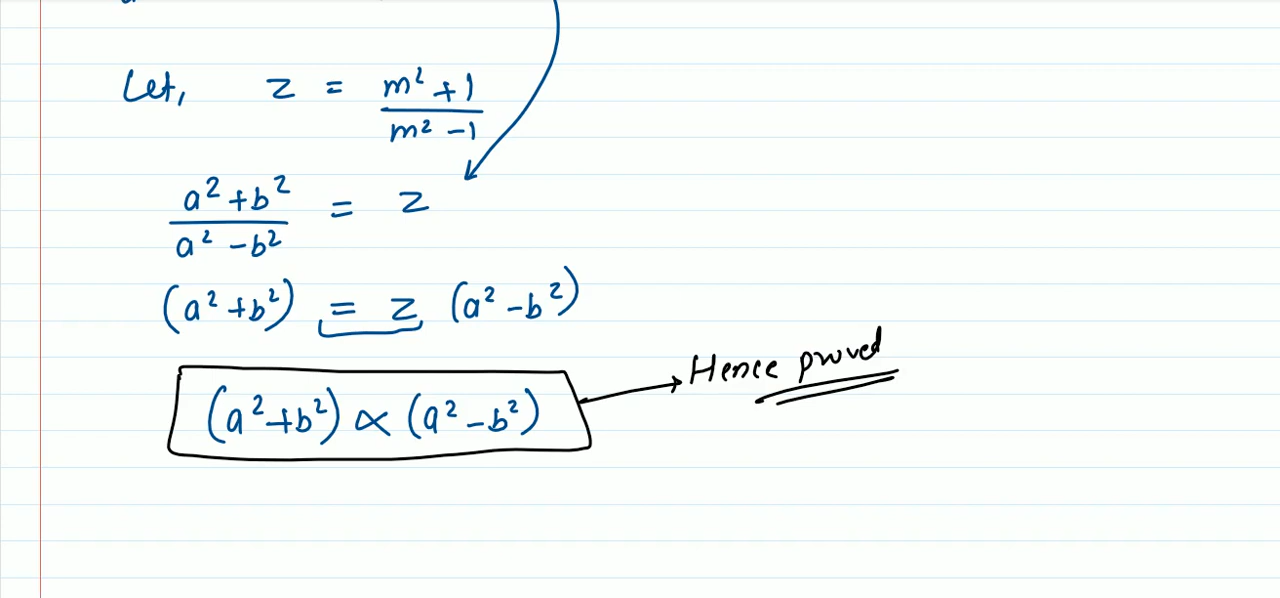 Let, z = m² + 1 / m² - 1
a² + b² / a² - b² = z
(a² + b²) = z (a² - b²)
(a² + b²) ∝ (a² - b²) → Hence proved